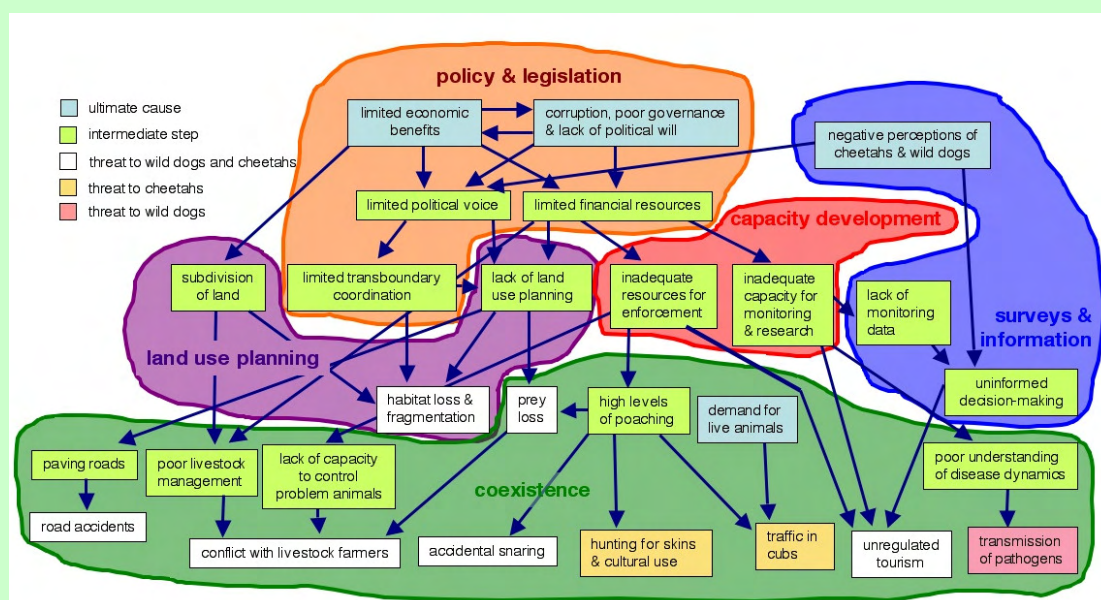 policy & legislation
ultimate cause
intermediate step
threat to wild dogs and cheetahs
threat to cheetahs
threat to wild dogs
limited economic
benefits
corruption, poor governance
& lack of political will
negative perceptions of
cheetahs & wild dogs
limited political voice
limited financial resources
capacity development
subdivision
of land
limited transboundary
coordination
lack of land
use planning
inadequate
resources for
enforcement
inadequate
capacity for
monitoring
& research
lack of
monitoring
data
surveys &
information
land use planning
habitat loss &
fragmentation
prey
loss
high levels
of poaching
demand for
live animals
uninformed
decision-making
paving roads
poor livestock
management
lack of capacity
to control
problem animals
coexistence
poor understanding
of disease dynamics
road accidents
conflict with livestock farmers
accidental snaring
hunting for skins
& cultural use
traffic in
cubs
unregulated
tourism
transmission
of pathogens